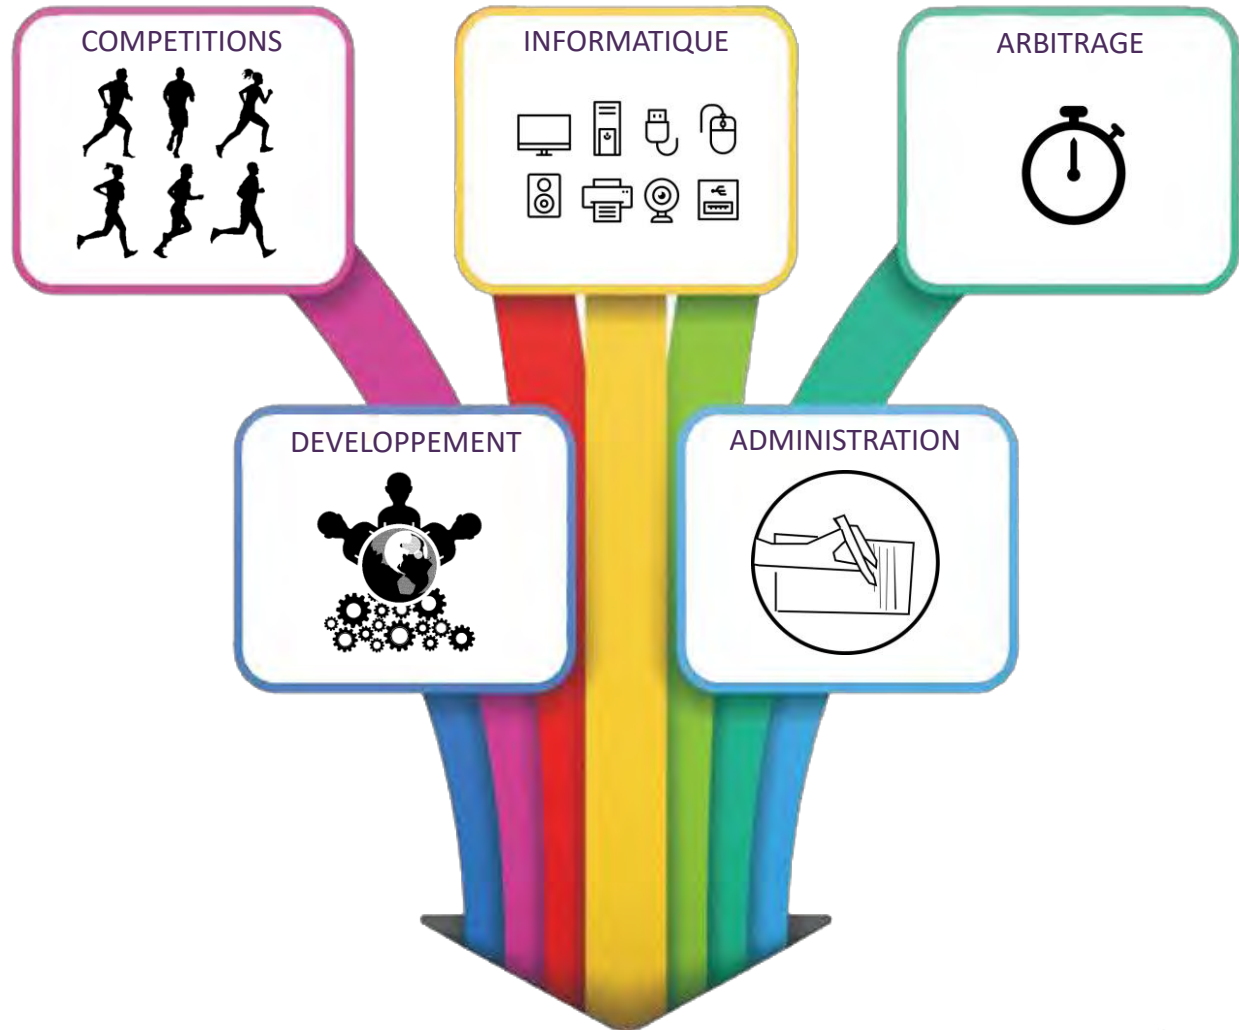 COMPETITIONS
INFORMATIQUE
ARBITRAGE
DEVELOPPEMENT
ADMINISTRATION